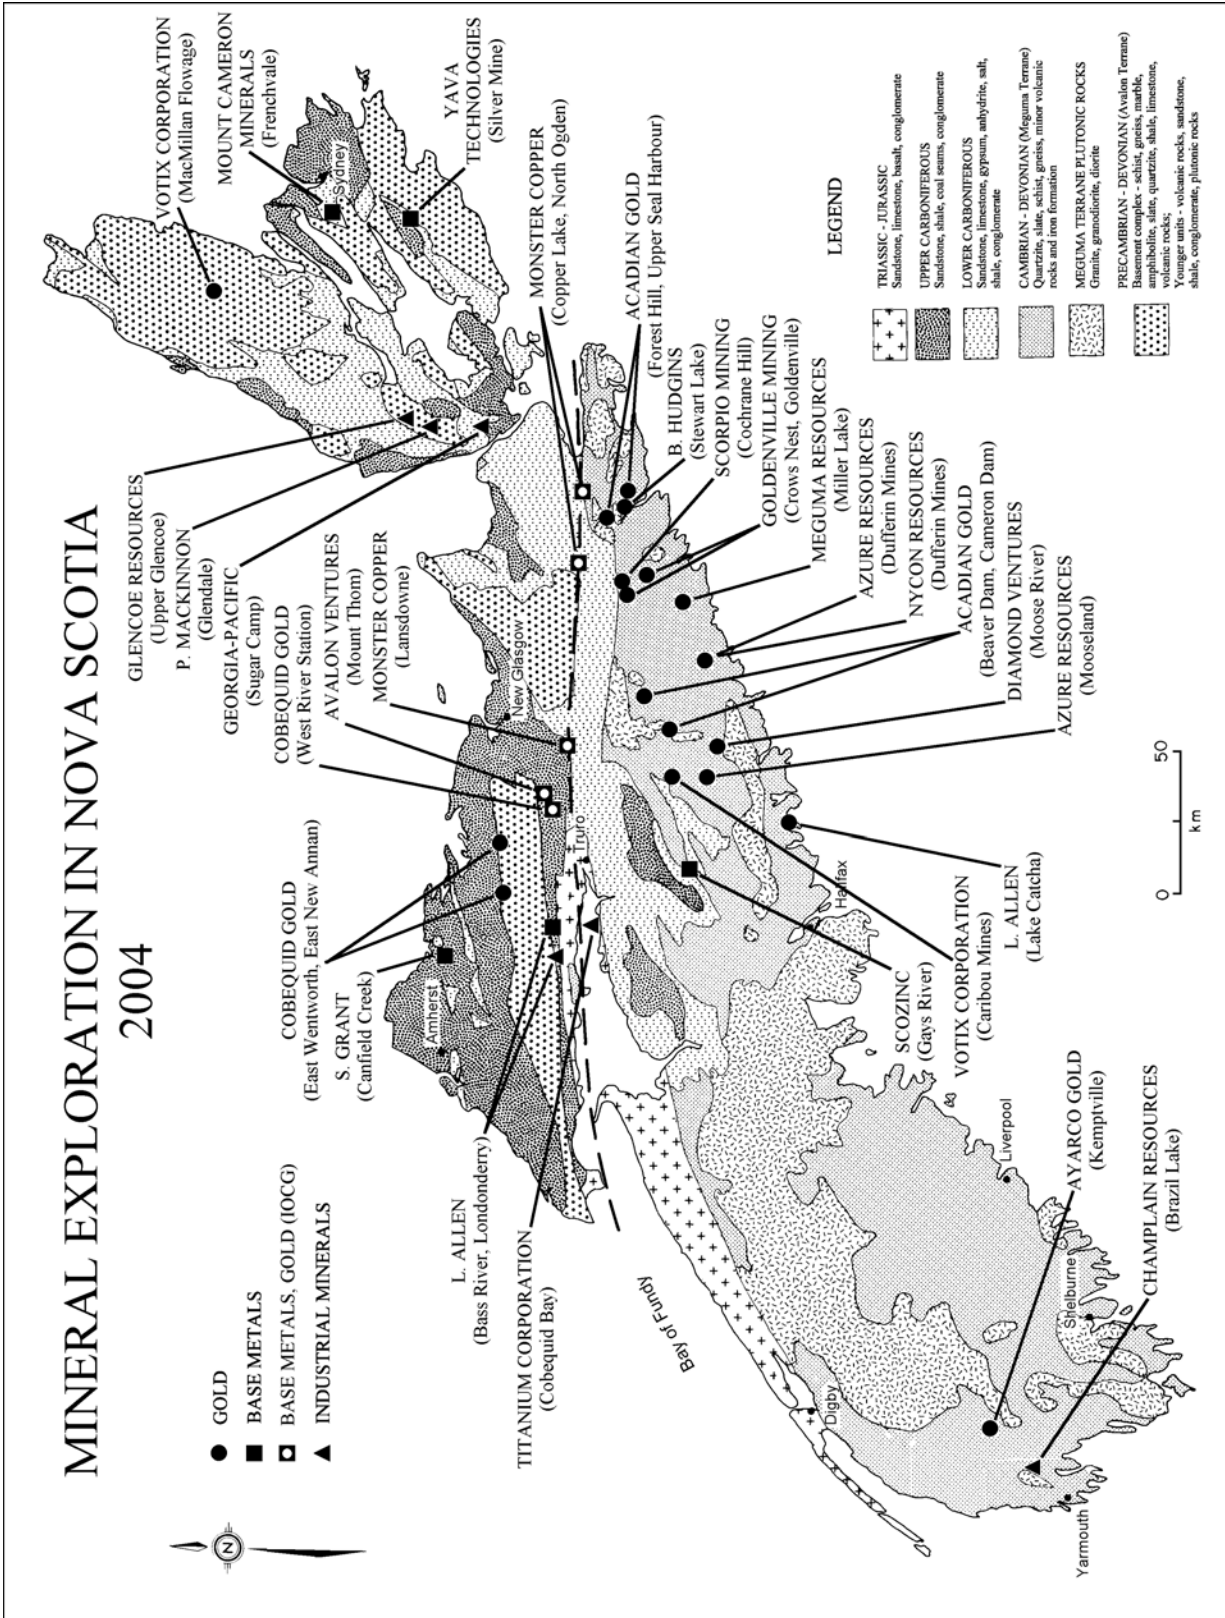 MINERAL EXPLORATION IN NOVA SCOTIA
2004
GOLD
BASE METALS
BASE METALS, GOLD (IOCG)
INDUSTRIAL MINERALS
N
GLENCOE RESOURCES
(Upper Glencoe)
P. MACKINNON
(Glendale)
GEORGIA-PACIFIC
(Sugar Camp)
COBEQUID GOLD
(West River Station)
AVALON VENTURES
(Mount Thom)
MONSTER COPPER
(Lansdowne)
COBEQUID GOLD
(East Wentworth, East New Annan)
S. GRANT
(Canfield Creek)
L. ALLEN
(Bass River, Londonderry)
TITANIUM CORPORATION
(Cobequid Bay)
VOTIX CORPORATION
(MacMillan Flowage)
MOUNT CAMERON
MINERALS
(Frenchvale)
YAVA
TECHNOLOGIES
(Silver Mine)
MONSTER COPPER
(Copper Lake, North Ogden)
ACADIAN GOLD
(Forest Hill, Upper Seal Harbour)
B. HUDGINS
(Stewart Lake)
SCORPIO MINING
(Cochrane Hill)
GOLDENVILLE MINING
(Crows Nest, Goldenville)
MEGUMA RESOURCES
(Miller Lake)
AZURE RESOURCES
(Dufferin Mines)
NYCON RESOURCES
(Dufferin Mines)
ACADIAN GOLD
(Beaver Dam, Cameron Dam)
DIAMOND VENTURES
(Moose River)
AZURE RESOURCES
(Mooseland)
L. ALLEN
(Lake Catcha)
VOTIX CORPORATION
(Caribou Mines)
SCOZINC
(Gays River)
AYARCO GOLD
(Kemptville)
CHAMPLAIN RESOURCES
(Brazil Lake)
Sydney
New Glasgow
Truro
Amherst
Halifax
Bay of Fundy
Liverpool
Shelburne
Digby
Yarmouth
0
50
km
LEGEND
TRIASSIC - JURASSIC
Sandstone, limestone, basalt, conglomerate
UPPER CARBONIFEROUS
Sandstone, shale, coal seams, conglomerate
LOWER CARBONIFEROUS
Sandstone, limestone, gypsum, anhydrite, salt,
shale, conglomerate
CAMBRIAN - DEVONIAN (Meguma Terrane)
Quartzite, slate, schist, gneiss, minor volcanic
rocks and iron formation
MEGUMA TERRANE PLUTONIC ROCKS
Granite, granodiorite, diorite
PRECAMBRIAN - DEVONIAN (Avalon Terrane)
Basement complex - schist, gneiss, marble,
amphibolite, slate, quartzite, shale, limestone,
volcanic rocks;
Younger units - volcanic rocks, sandstone,
shale, conglomerate, plutonic rocks